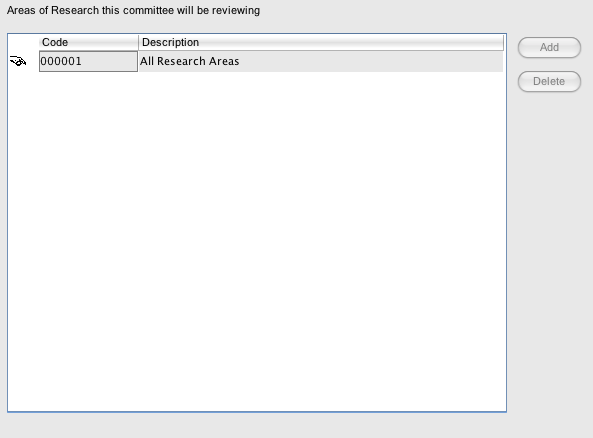 Areas of Research this committee will be reviewing
Code Description
000001 All Research Areas
Add
Delete